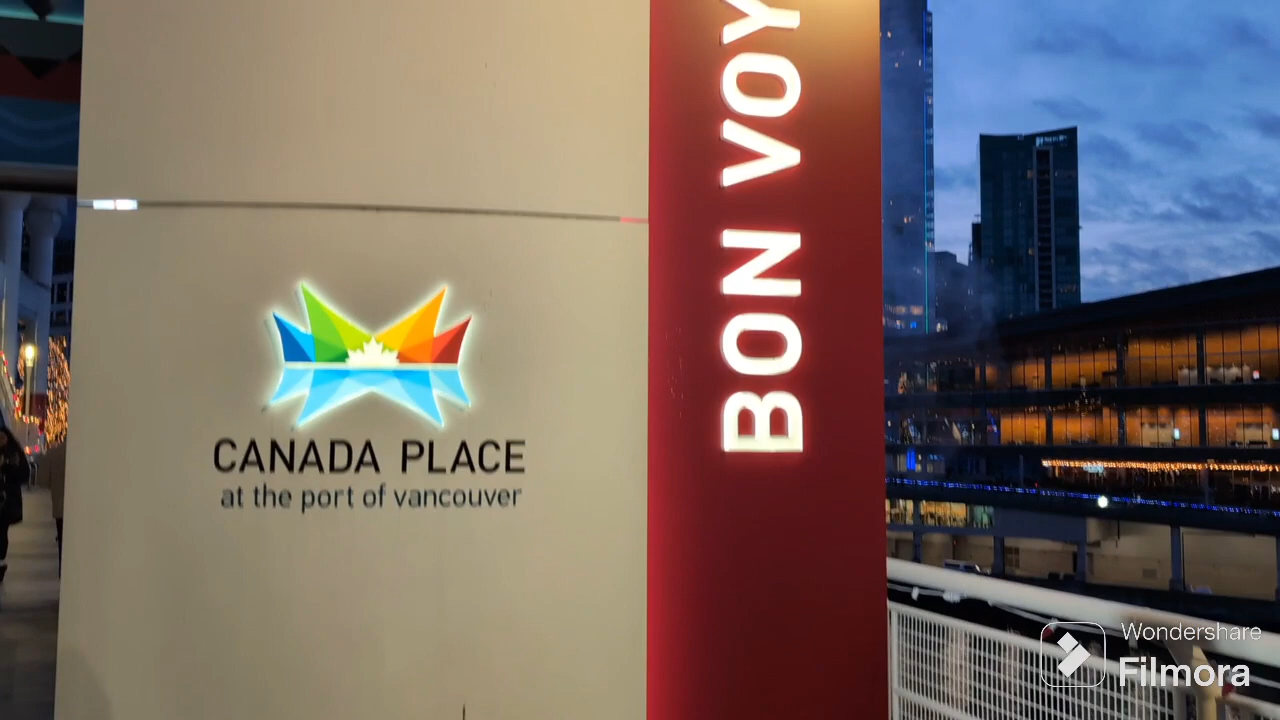 CANADA PLACE
at the port of vancouver
BON VOY
Wondershare
Filmora